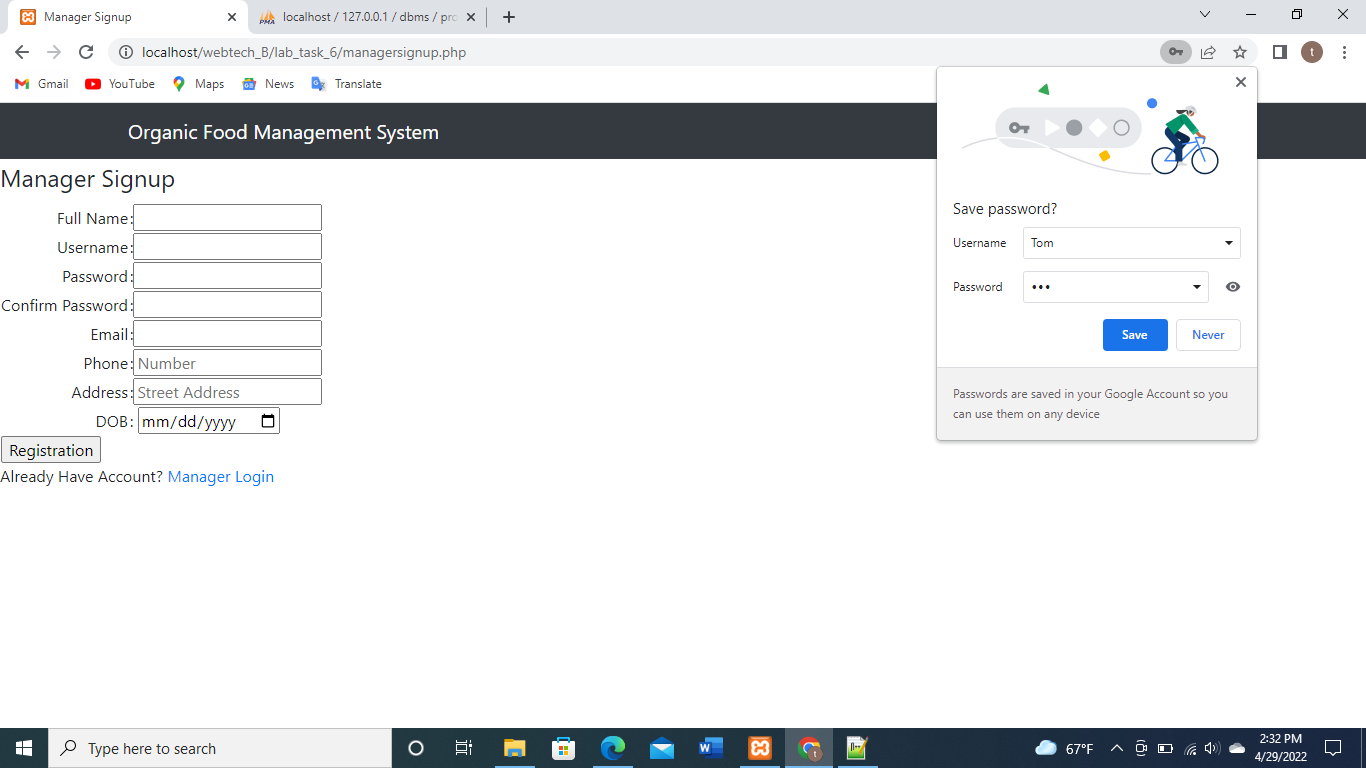 Manager Signup
localhost / 127.0.0.1 / dbms / pro
localhost/webtech_B/lab_task_6/managersignup.php
t
Gmail
YouTube
Maps
News
Translate
Organic Food Management System
Manager Signup
Full Name:
Username:
Password:
Confirm Password:
Email:
Phone: Number
Address: Street Address
DOB: mm/dd/yyyy
Registration
Already Have Account? Manager Login
Save password?
Username Tom
Password •••
Save Never
Passwords are saved in your Google Account so you
can use them on any device
Type here to search
67°F
2:32 PM
4/29/2022